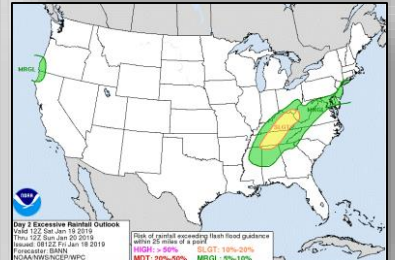 MRGL
MRGL
SLGT
Day 2 Excessive Rainfall Outlook
Valid 12Z Sat Jan 19 2019
Thru 12Z Sun Jan 20 2019
Issued: 0812Z Fri Jan 18 2019
Forecaster: BANN
NOAA/NWS/NCEP/WPC
Risk of rainfall exceeding flash flood guidance
within 25 miles of a point
HIGH: > 50% SLGT: 10%-20%
MDT: 20%-50% MRGL: 5%-10%